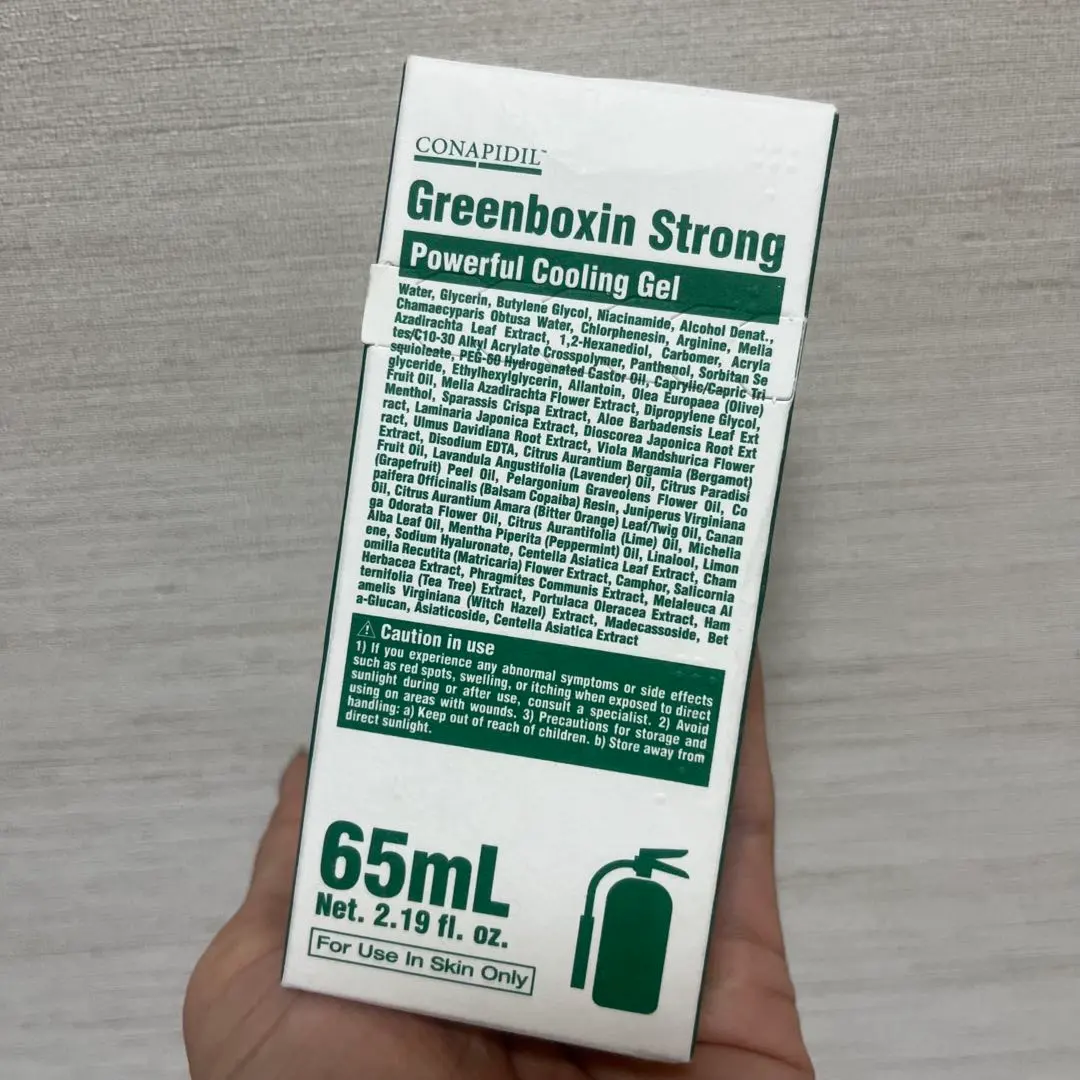 CONAPIDIL™
Greenboxin Strong
Powerful Cooling Gel
Water, Glycerin, Butylene Glycol, Niacinamide, Alcohol Denat.,
Chamaecyparis Obtusa Water, Chlorphenesin, Arginine, Melia
Azadirachta Leaf Extract, 1,2-Hexanediol, Carbomer, Acryla
tes/C10-30 Alkyl Acrylate Crosspolymer, Panthenol, Sorbitan Se
squioleate, PEG-60 Hydrogenated Castor Oil, Caprylic/Capric Tri
glyceride, Ethylhexylglycerin, Allantoin, Olea Europaea (Olive)
Fruit Oil, Melia Azadirachta Flower Extract, Dipropylene Glycol,
Menthol, Sparassis Crispa Extract, Aloe Barbadensis Leaf Ext
ract, Laminaria Japonica Extract, Dioscorea Japonica Root Ext
ract, Ulmus Davidiana Root Extract, Viola Mandshurica Flower
Extract, Disodium EDTA, Citrus Aurantium Bergamia (Bergamot)
Fruit Oil, Lavandula Angustifolia (Lavender) Oil, Citrus Paradisi
(Grapefruit) Peel Oil, Pelargonium Graveolens Flower Oil, Co
paifera Officinalis (Balsam Copaiba) Resin, Juniperus Virginiana
Oil, Citrus Aurantium Amara (Bitter Orange) Leaf/Twig Oil, Canan
ga Odorata Flower Oil, Citrus Aurantifolia (Lime) Oil, Michelia
Alba Leaf Oil, Mentha Piperita (Peppermint) Oil, Linalool, Limon
ene, Sodium Hyaluronate, Centella Asiatica Leaf Extract, Cham
omilla Recutita (Matricaria) Flower Extract, Camphor, Salicornia
Herbacea Extract, Phragmites Communis Extract, Melaleuca Al
ternifolia (Tea Tree) Extract, Portulaca Oleracea Extract, Ham
amelis Virginiana (Witch Hazel) Extract, Madecassoside, Bet
a-Glucan, Asiaticoside, Centella Asiatica Extract
Caution in use
1) If you experience any abnormal symptoms or side effects
such as red spots, swelling, or itching when exposed to direct
sunlight during or after use, consult a specialist. 2) Avoid
using on areas with wounds. 3) Precautions for storage and
handling: a) Keep out of reach of children. b) Store away from
direct sunlight.
65mL
Net. 2.19 fl. oz.
For Use In Skin Only